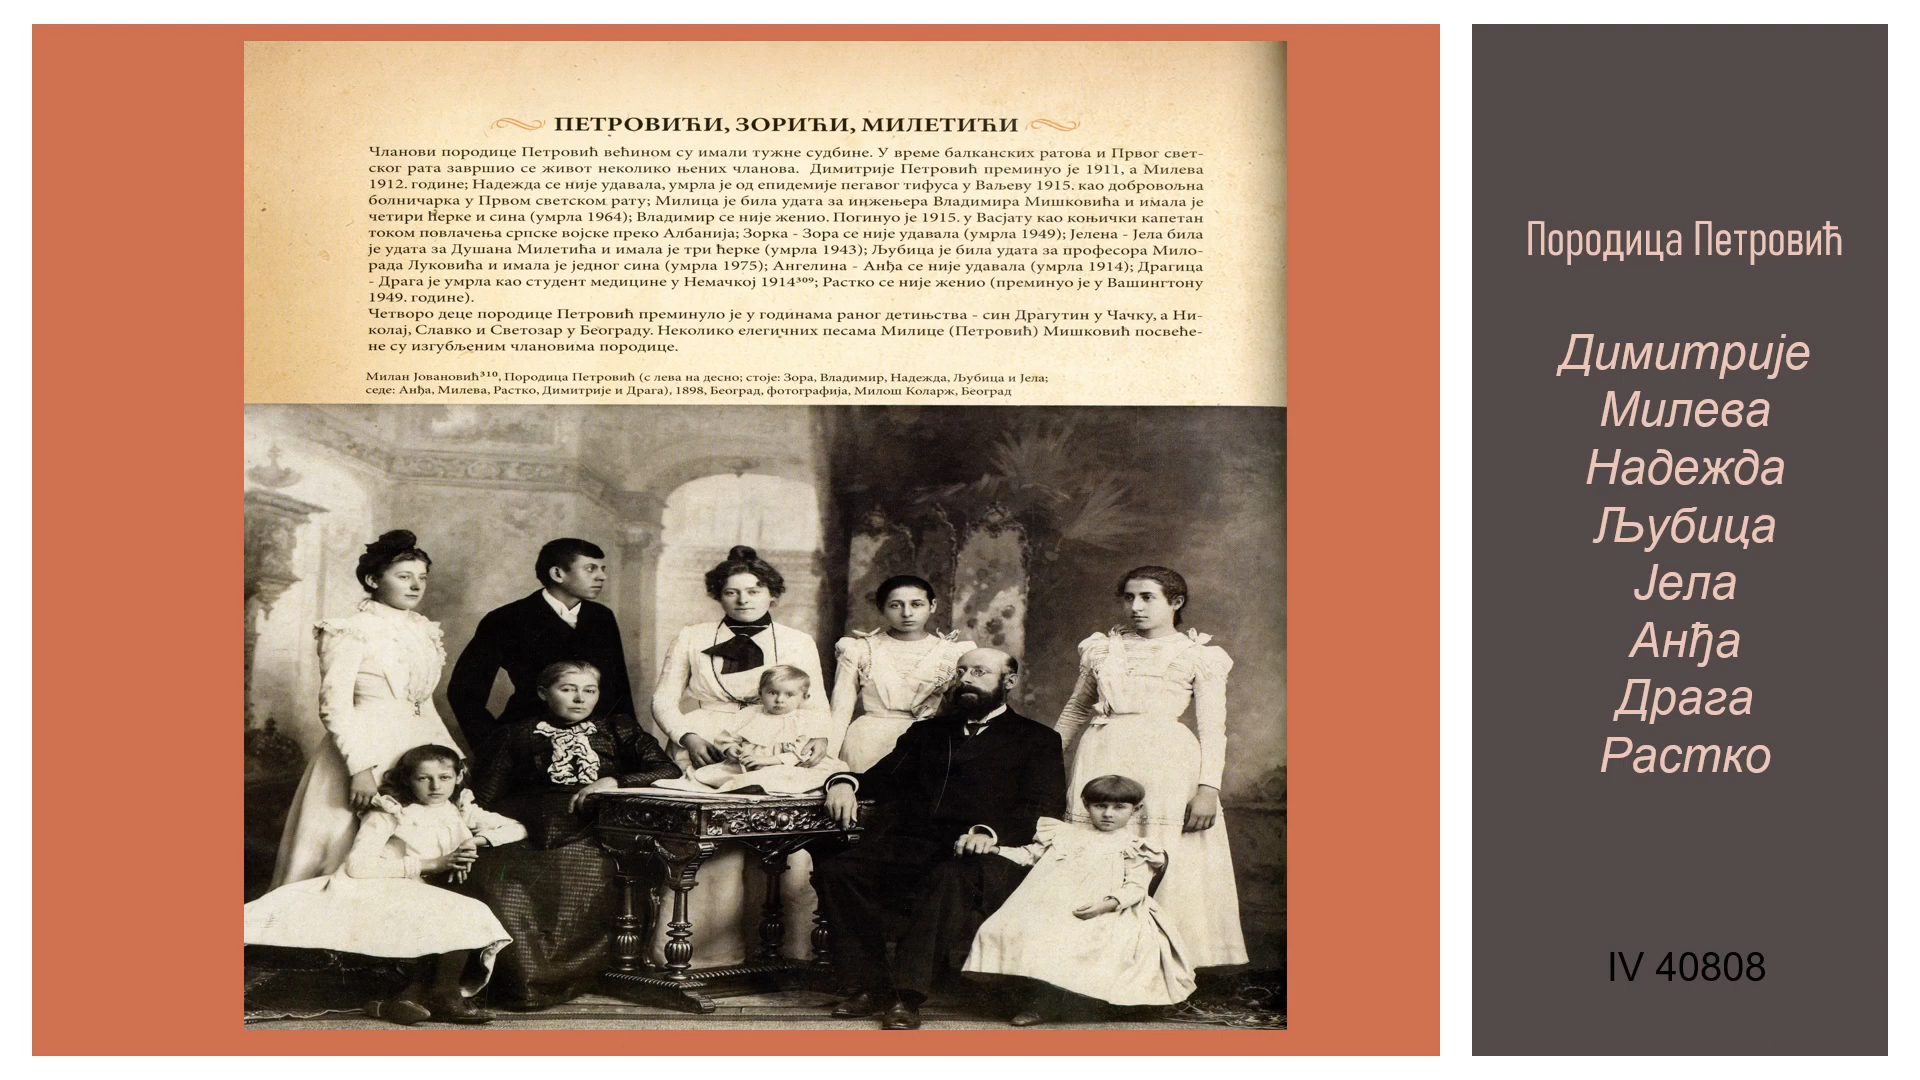 ПЕТРОВИЋИ, ЗОРИЋИ, МИЛЕТИЋИ
Чланови породице Петровић већином су имали тужне судбине. У време балканских ратова и Првог свет-
ског рата завршио се живот неколико њених чланова. Димитрије Петровић преминуо је 1911, а Милева
1912. године; Надежда се није удавала, умрла је од епидемије пегавог тифуса у Ваљеву 1915. као добровољна
болничарка у Првом светском рату; Милица је била удата за инжењера Владимира Мишковића и имала је
четири ћерке и сина (умрла 1964); Владимир се није женио. Погинуо је 1915. у Васјату као коњички капетан
током повлачења српске војске преко Албанија; Зорка - Зора се није удавала (умрла 1949); Јелена - Јела била
је удата за Душана Милетића и имала је три ћерке (умрла 1943); Љубица је била удата за професора Мило-
рада Луковића и имала је једног сина (умрла 1975); Ангелина - Анђа се није удавала (умрла 1914); Драгица
- Драга је умрла као студент медицине у Немачкој 1914³⁰⁹; Растко се није женио (преминуо је у Вашингтону
1949. године).
Четворо деце породице Петровић преминуло је у годинама раног детињства - син Драгутин у Чачку, а Ни-
колај, Славко и Светозар у Београду. Неколико елегичних песама Милице (Петровић) Мишковић посвеће-
не су изгубљеним члановима породице.
Милан Јовановић³¹⁰, Породица Петровић (с лева на десно; стоје: Зора, Владимир, Надежда, Љубица и Јела;
седе: Анђа, Милева, Растко, Димитрије и Драга), 1898, Београд, фотографија, Милош Коларж, Београд
Породица Петровић
Димитрије
Милева
Надежда
Љубица
Јела
Анђа
Драга
Растко
IV 40808